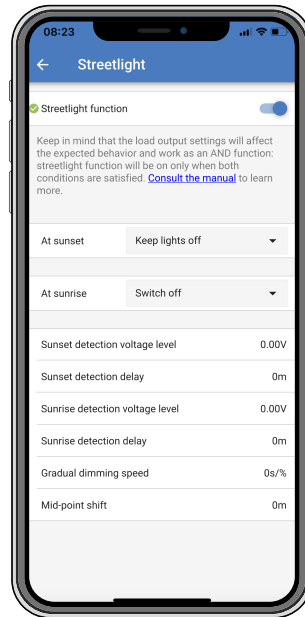 08:23
Streetlight
Streetlight function
Keep in mind that the load output settings will affect
the expected behavior and work as an AND function:
streetlight function will be on only when both
conditions are satisfied. Consult the manual to learn
more.
At sunset Keep lights off
At sunrise Switch off
Sunset detection voltage level 0.00V
Sunset detection delay 0m
Sunrise detection voltage level 0.00V
Sunrise detection delay 0m
Gradual dimming speed 0s/%
Mid-point shift 0m